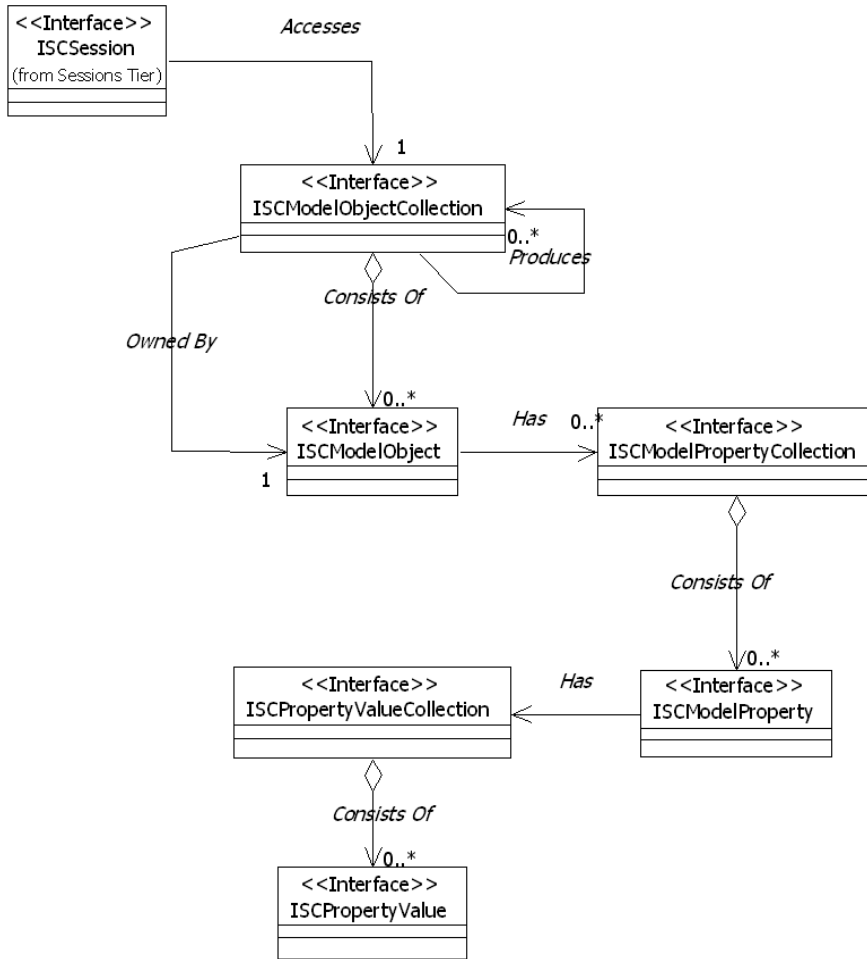 <<Interface>>
ISCSession
(from Sessions Tier)
Accesses
1
<<Interface>>
ISCModelObjectCollection
0..*
Produces
Consists Of
Owned By
0..*
<<Interface>>
ISCModelObject
1
Has
0..*
<<Interface>>
ISCModelPropertyCollection
Consists Of
0..*
<<Interface>>
ISCModelProperty
Has
<<Interface>>
ISCPropertyValueCollection
Consists Of
0..*
<<Interface>>
ISCPropertyValue